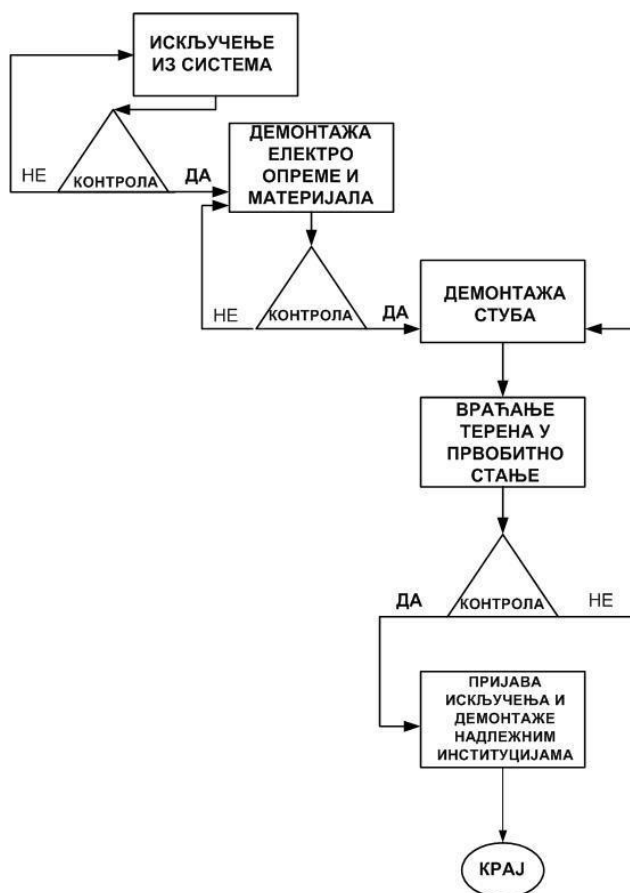 ИСКЉУЧЕЊЕ
ИЗ СИСТЕМА
НЕ
КОНТРОЛА
ДА
ДЕМОНТАЖА
ЕЛЕКТРО
ОПРЕМЕ И
МАТЕРИЈАЛА
НЕ
КОНТРОЛА
ДА
ДЕМОНТАЖА
СТУБА
ВРАЋАЊЕ
ТЕРЕНА У
ПРВОБИТНО
СТАЊЕ
ДА
КОНТРОЛА
НЕ
ПРИЈАВА
ИСКЉУЧЕЊА И
ДЕМОНТАЖЕ
НАДЛЕЖНИМ
ИНСТИТУЦИЈАМА
КРАЈ